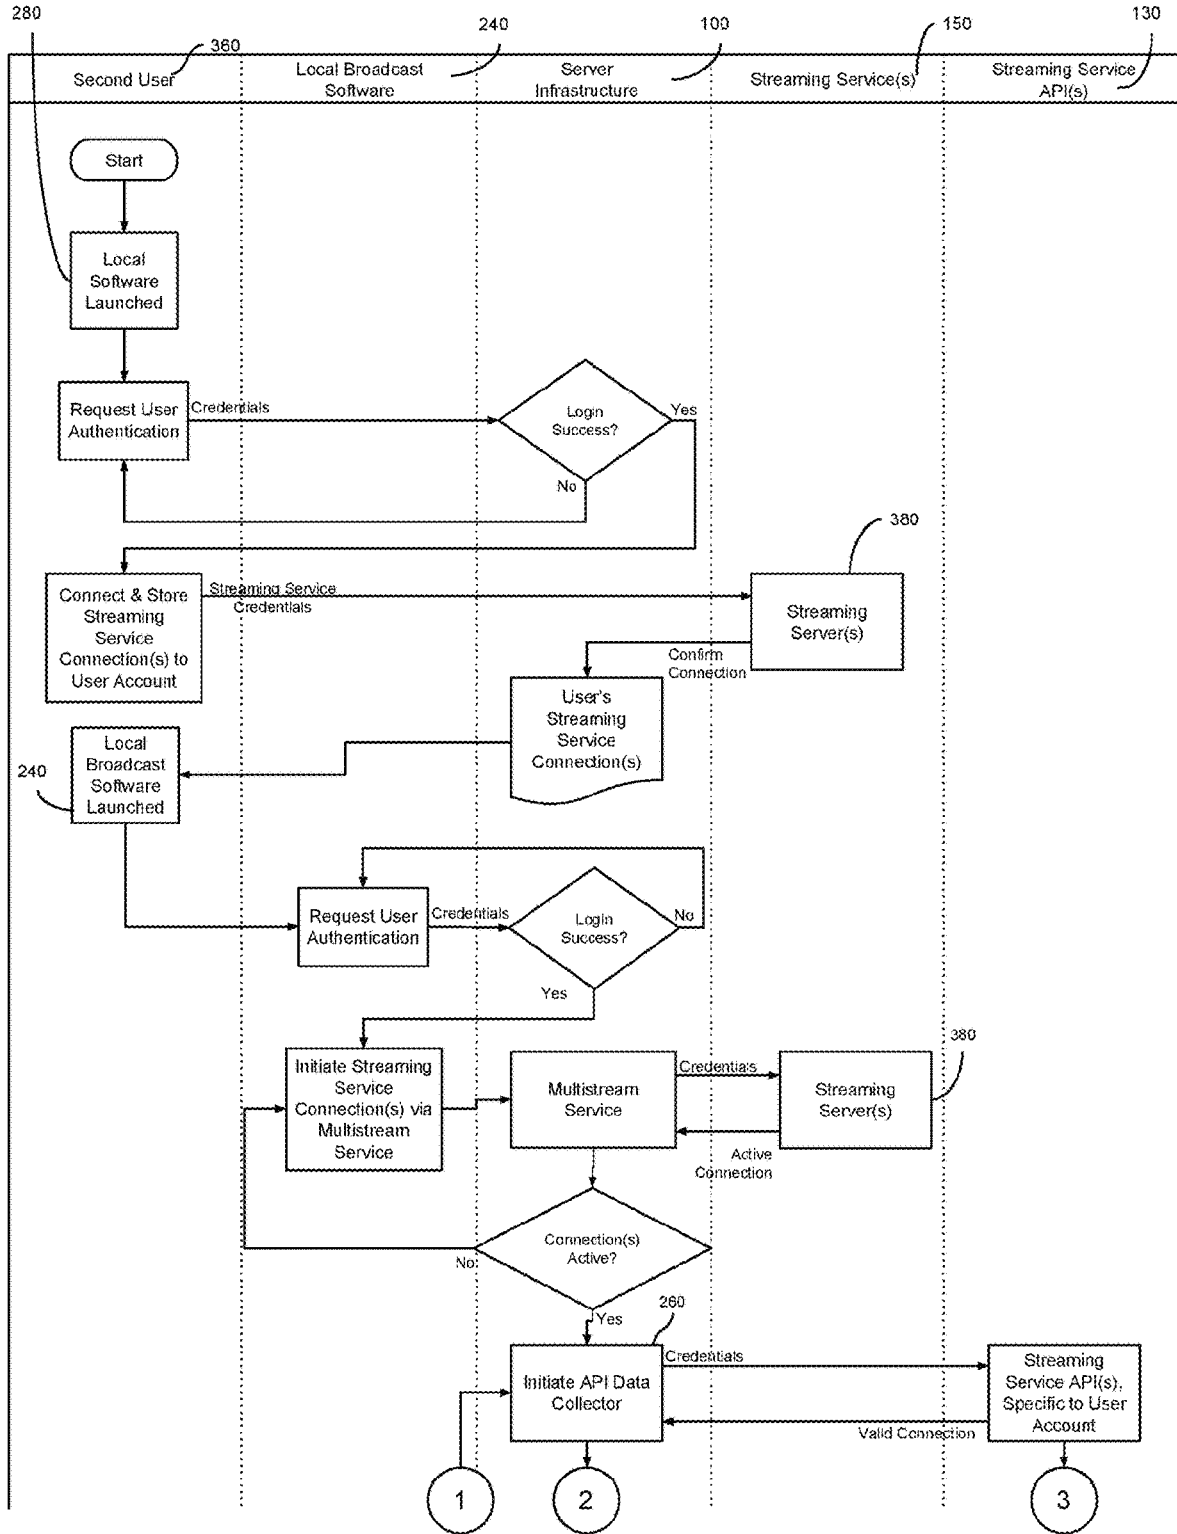 280
360
240
100
150
130
Second User
Local Broadcast
Software
Server
Infrastructure
Streaming Service(s)
Streaming Service
API(s)
Start
Local
Software
Launched
Request User
Authentication
Credentials
Login
Success?
Yes
No
380
Connect & Store
Streaming
Service
Connection(s) to
User Account
Streaming Service
Credentials
Streaming
Server(s)
Confirm
Connection
User's
Streaming
Service
Connection(s)
Local
Broadcast
Software
Launched
240
Request User
Authentication
Credentials
Login
Success?
No
Yes
Initiate Streaming
Service
Connection(s) via
Multistream
Service
Multistream
Service
Credentials
Streaming
Server(s)
380
Active
Connection
Connection(s)
Active?
No
Yes
260
Initiate API Data
Collector
Credentials
Streaming
Service API(s),
Specific to User
Account
Valid Connection
1
2
3